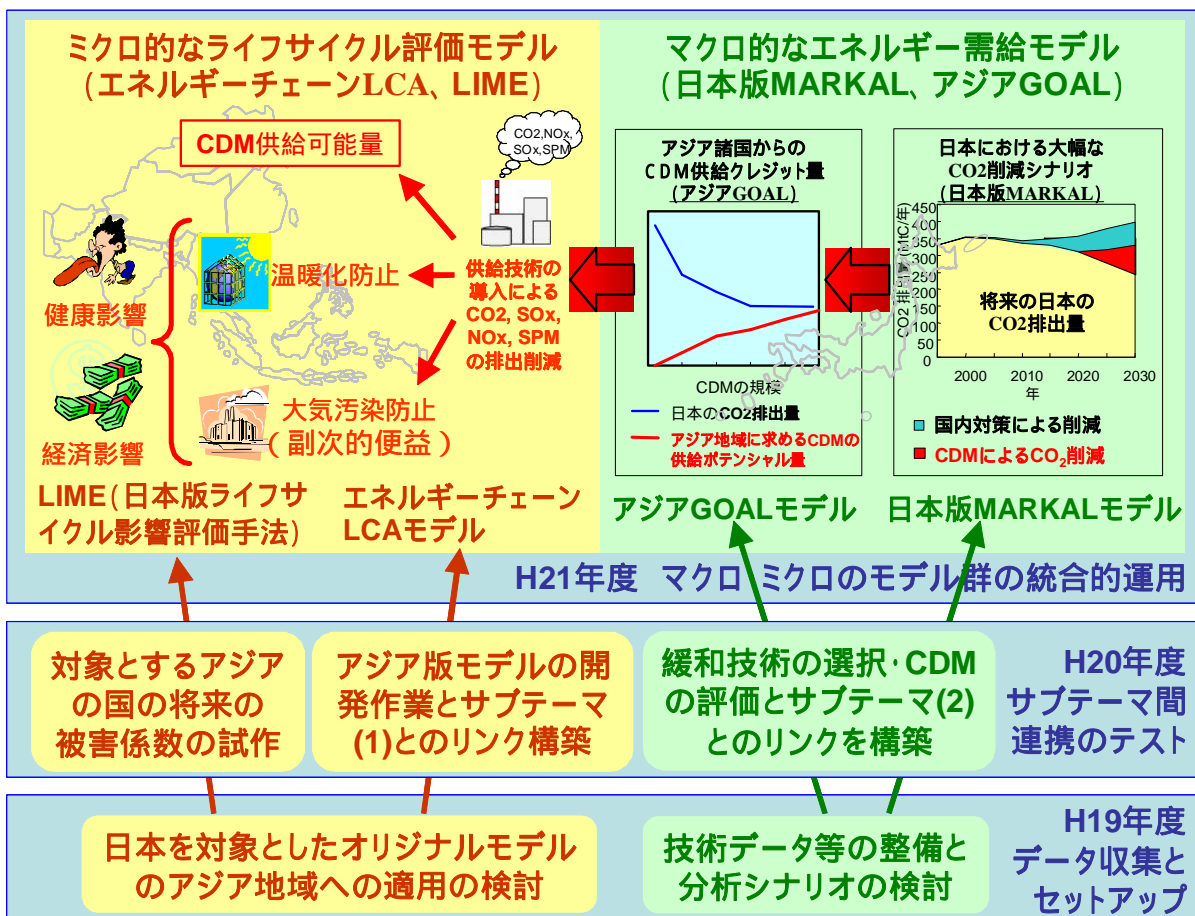 ミクロ的なライフサイクル評価モデル
(エネルギーチェーンLCA、LIME)
CDM供給可能量
CO2,NOx,
SOx,SPM
健康影響
経済影響
温暖化防止
大気汚染防止
(副次的便益)
供給技術の
導入による
CO2, SOx,
NOx, SPM
の排出削減
LIME(日本版ライフサ
イクル影響評価手法)
エネルギーチェーン
LCAモデル
マクロ的なエネルギー需給モデル
(日本版MARKAL、アジアGOAL)
アジア諸国からの
CDM供給クレジット量
(アジアGOAL)
CDMの規模
日本のCO2排出量
アジア地域に求めるCDMの
供給ポテンシャル量
日本における大幅な
CO2削減シナリオ
(日本版MARKAL)
CO2排出量(MtC/年)
450
400
350
300
250
200
150
100
50
0
将来の日本の
CO2排出量
2000 2010 2020 2030
年
国内対策による削減
CDMによるCO₂削減
アジアGOALモデル
日本版MARKALモデル
H21年度 マクロ ミクロのモデル群の統合的運用
対象とするアジア
の国の将来の
被害係数の試作
アジア版モデルの開
発作業とサブテーマ
(1)とのリンク構築
緩和技術の選択・CDM
の評価とサブテーマ(2)
とのリンクを構築
H20年度
サブテーマ間
連携のテスト
日本を対象としたオリジナルモデル
のアジア地域への適用の検討
技術データ等の整備と
分析シナリオの検討
H19年度
データ収集と
セットアップ